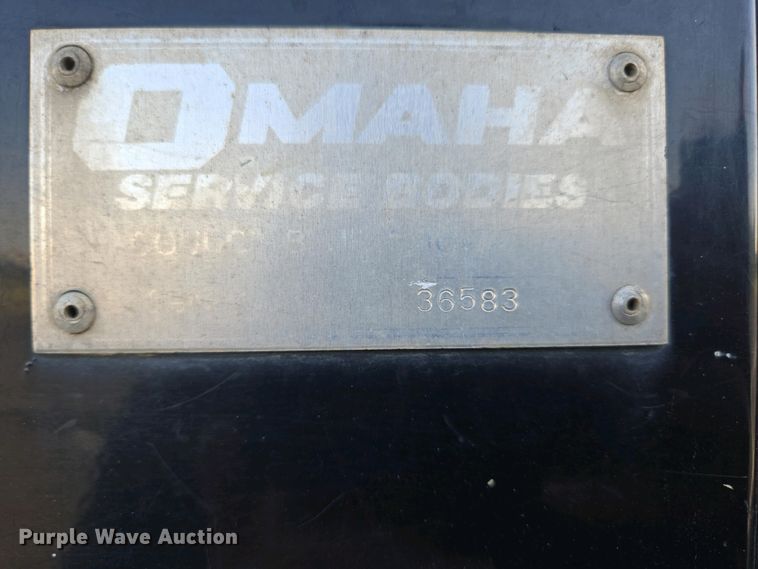 OMAHA
SERVICE BODIES
36583
Purple Wave Auction